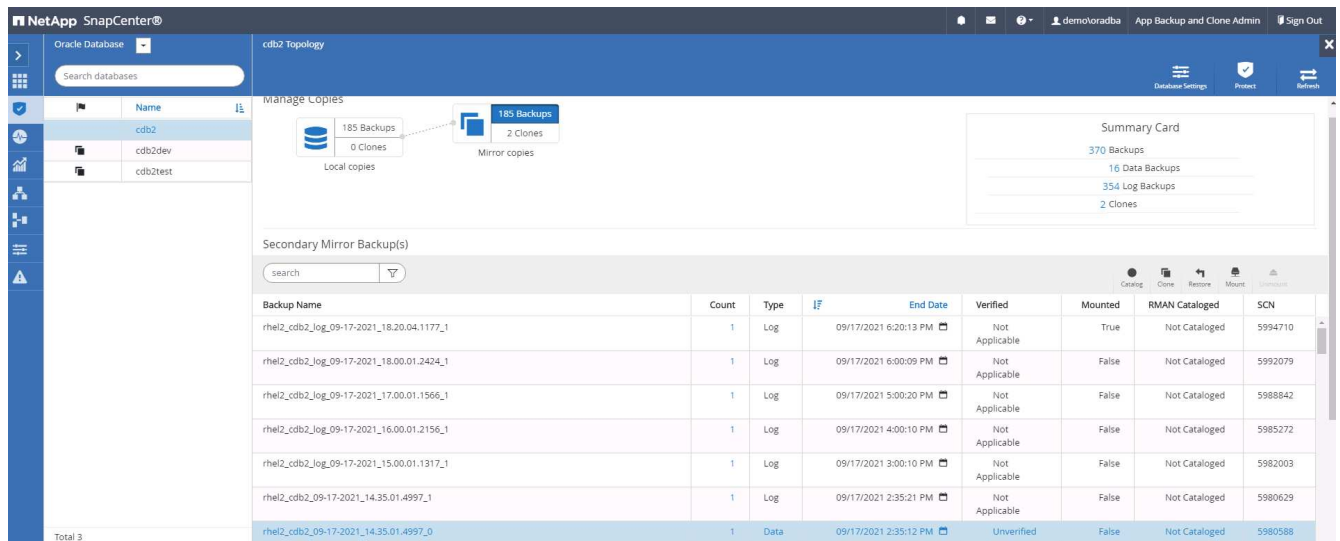 NetApp SnapCenter®
demo\oradba App Backup and Clone Admin Sign Out
Oracle Database
cdb2 Topology
Search databases
Database Settings Protect Refresh
Name
cdb2
cdb2dev
cdb2test
Total 3
Manage Copies
185 Backups
0 Clones
Local copies
185 Backups
2 Clones
Mirror copies
Summary Card
370 Backups
16 Data Backups
354 Log Backups
2 Clones
Secondary Mirror Backup(s)
search
Catalog Clone Restore Mount Unmount
Backup Name Count Type End Date Verified Mounted RMAN Cataloged SCN
rhel2_cdb2_log_09-17-2021_18.20.04.1177_1 1 Log 09/17/2021 6:20:13 PM Not Applicable True Not Cataloged 5994710
rhel2_cdb2_log_09-17-2021_18.00.01.2424_1 1 Log 09/17/2021 6:00:09 PM Not Applicable False Not Cataloged 5992079
rhel2_cdb2_log_09-17-2021_17.00.01.1566_1 1 Log 09/17/2021 5:00:20 PM Not Applicable False Not Cataloged 5988842
rhel2_cdb2_log_09-17-2021_16.00.01.2156_1 1 Log 09/17/2021 4:00:10 PM Not Applicable False Not Cataloged 5985272
rhel2_cdb2_log_09-17-2021_15.00.01.1317_1 1 Log 09/17/2021 3:00:10 PM Not Applicable False Not Cataloged 5982003
rhel2_cdb2_09-17-2021_14.35.01.4997_1 1 Log 09/17/2021 2:35:21 PM Not Applicable False Not Cataloged 5980629
rhel2_cdb2_09-17-2021_14.35.01.4997_0 1 Data 09/17/2021 2:35:12 PM Unverified False Not Cataloged 5980588